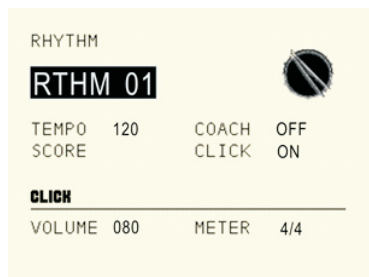 RHYTHM
RTHM 01
TEMPO 120 COACH OFF
SCORE CLICK ON
CLICK
VOLUME 080 METER 4/4